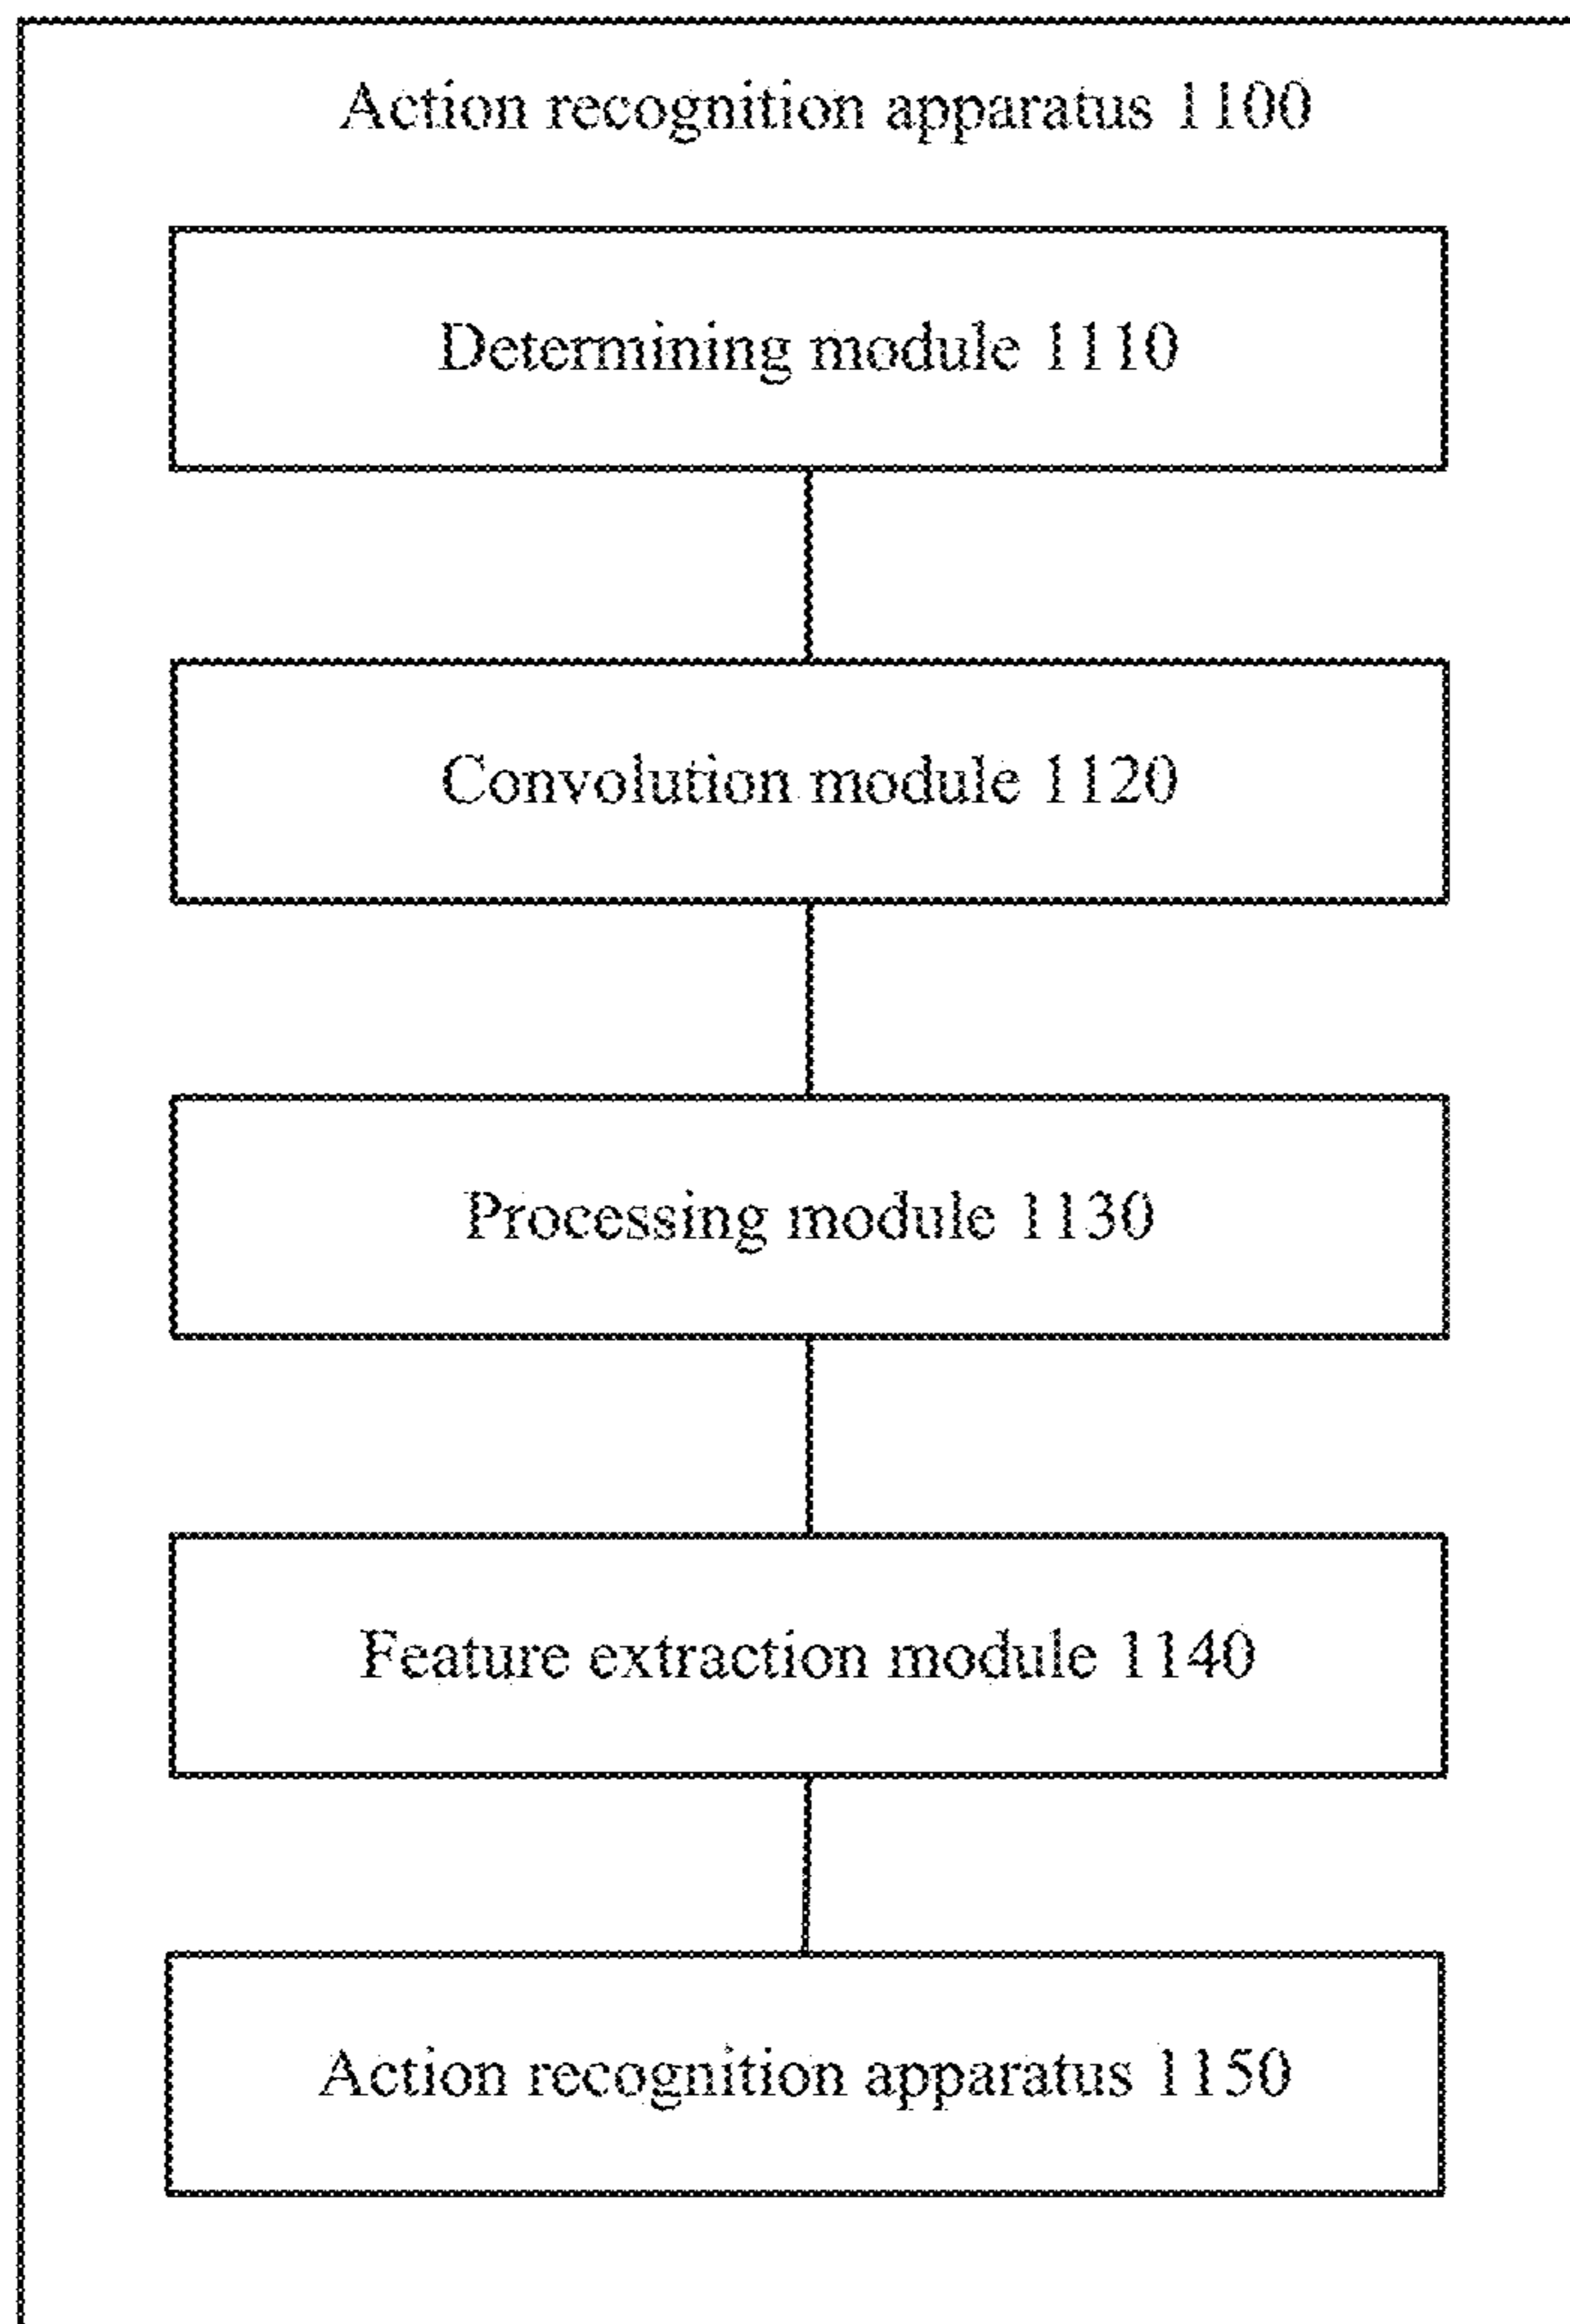 Action recognition apparatus 1100
Determining module 1110
Convolution module 1120
Processing module 1130
Feature extraction module 1140
Action recognition apparatus 1150